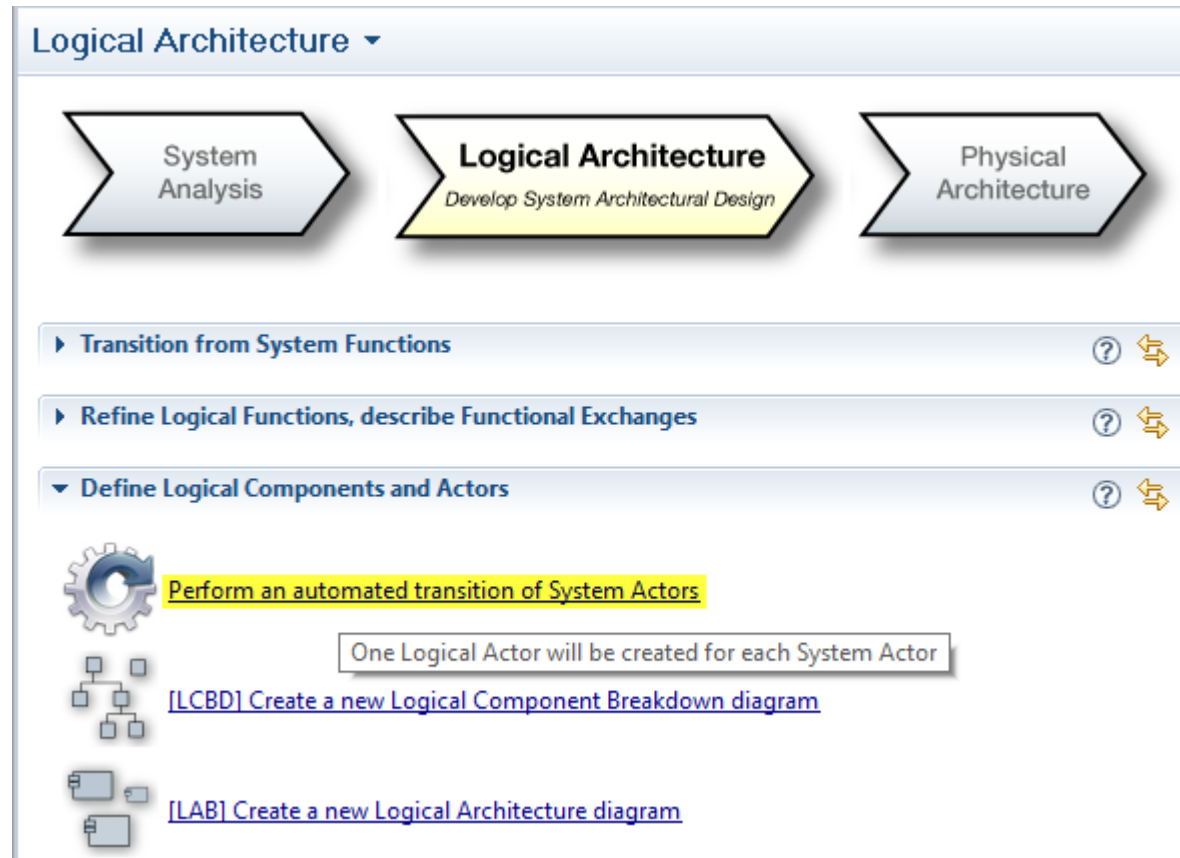 Logical Architecture
System
Analysis
Logical Architecture
Develop System Architectural Design
Physical
Architecture
Transition from System Functions
Refine Logical Functions, describe Functional Exchanges
Define Logical Components and Actors
Perform an automated transition of System Actors
One Logical Actor will be created for each System Actor
[LCBD] Create a new Logical Component Breakdown diagram
[LAB] Create a new Logical Architecture diagram